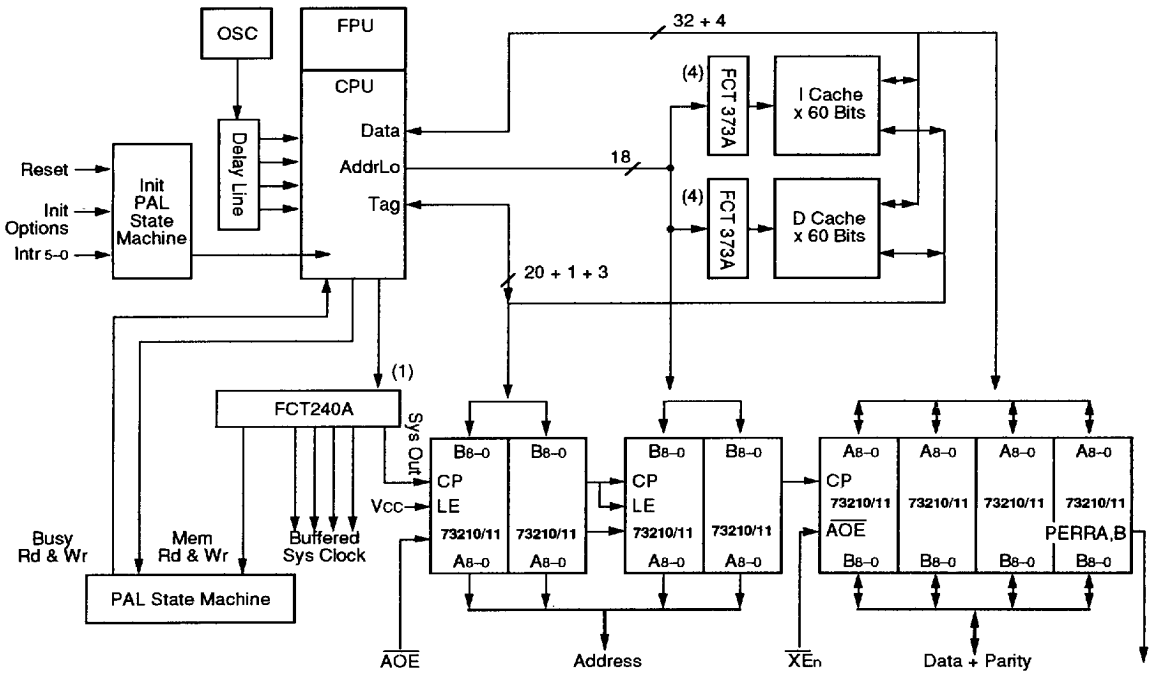 OSC
FPU
CPU
Data
AddrLo
Tag
Delay Line
Reset
Init
Options
Intr 5–0
Init
PAL
State
Machine
32 + 4
18
20 + 1 + 3
(4)
FCT 373A
I Cache
x 60 Bits
(4)
FCT 373A
D Cache
x 60 Bits
(1)
FCT240A
Sys Out
Busy
Rd & Wr
Mem
Rd & Wr
Buffered
Sys Clock
PAL State Machine
B8–0
B8–0
CP
Vcc
LE
73210/11
73210/11
A8–0
A8–0
AOE
B8–0
B8–0
CP
LE
73210/11
73210/11
A8–0
A8–0
Address
A8–0
A8–0
A8–0
A8–0
CP
73210/11
73210/11
73210/11
73210/11
AOE
PERRA,B
B8–0
B8–0
B8–0
B8–0
XEn
Data + Parity